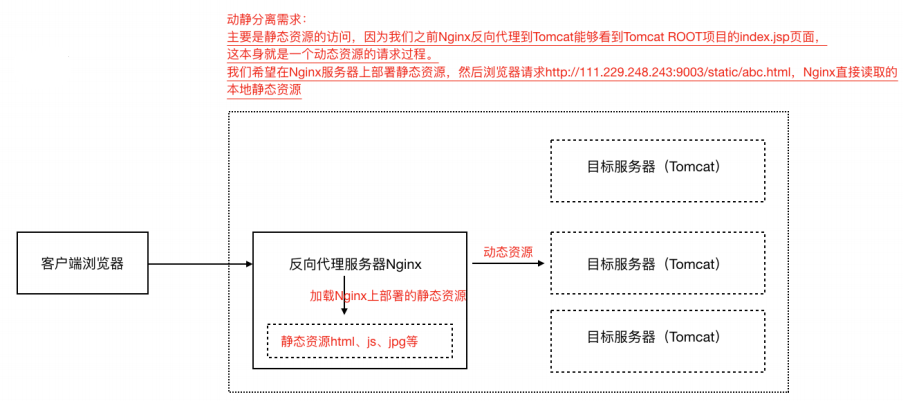 动静分离需求：
主要是静态资源的访问，因为我们之前Nginx反向代理到Tomcat能够看到Tomcat ROOT项目的index.jsp页面，
这本身就是一个动态资源的请求过程。
我们希望在Nginx服务器上部署静态资源，然后浏览器请求http://111.229.248.243:9003/static/abc.html，Nginx直接读取的
本地静态资源
目标服务器（Tomcat）
客户端浏览器
反向代理服务器Nginx
动态资源
目标服务器（Tomcat）
加载Nginx上部署的静态资源
静态资源html、js、jpg等
目标服务器（Tomcat）